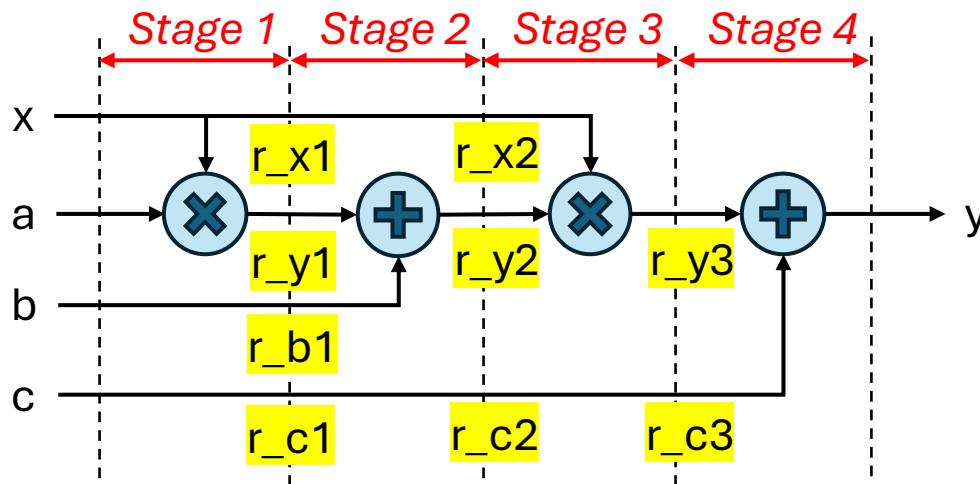 Stage 1 Stage 2 Stage 3 Stage 4
x
r_x1 r_x2
a
y
r_y1 r_y2 r_y3
b
r_b1
c
r_c1 r_c2 r_c3